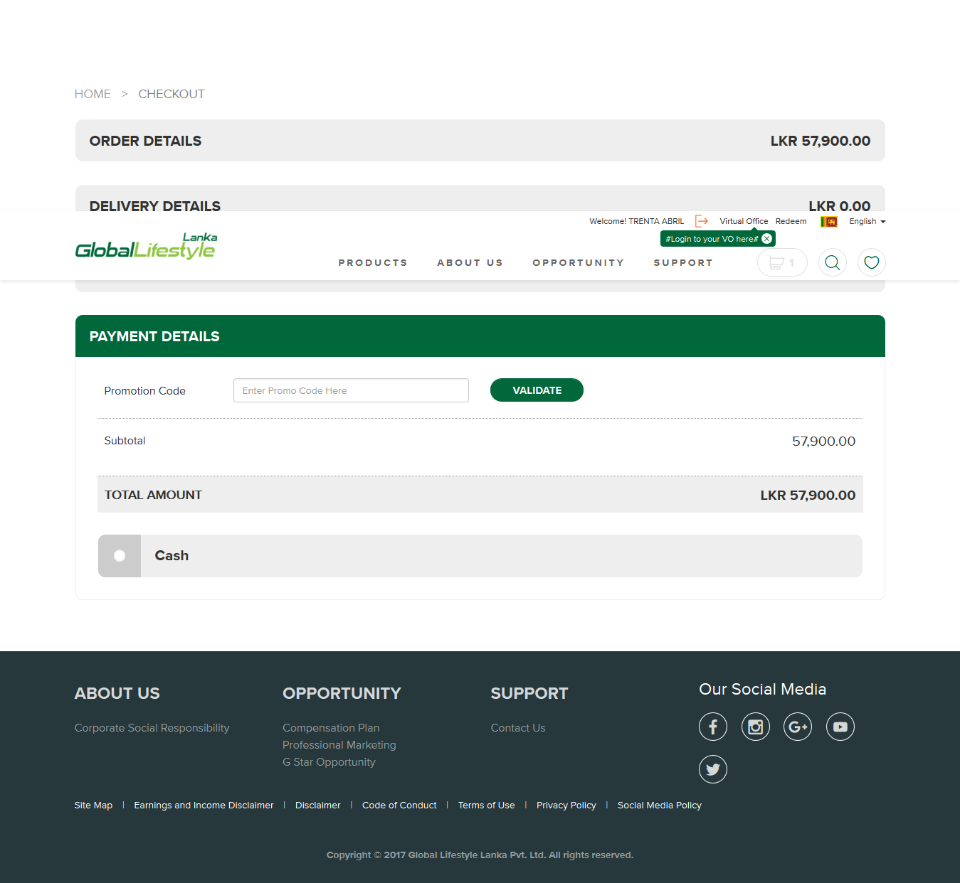 HOME > CHECKOUT
ORDER DETAILS LKR 57,900.00
DELIVERY DETAILS LKR 0.00
Welcome! TRENTA ABRIL Virtual Office Redeem English
Lanka
GlobalLifestyle
#Login to your VO here#
PRODUCTS ABOUT US OPPORTUNITY SUPPORT 1
PAYMENT DETAILS
Promotion Code Enter Promo Code Here VALIDATE
Subtotal 57,900.00
TOTAL AMOUNT LKR 57,900.00
Cash
ABOUT US OPPORTUNITY SUPPORT Our Social Media
Corporate Social Responsibility Compensation Plan Contact Us
Professional Marketing
G Star Opportunity
Site Map | Earnings and Income Disclaimer | Disclaimer | Code of Conduct | Terms of Use | Privacy Policy | Social Media Policy
Copyright © 2017 Global Lifestyle Lanka Pvt. Ltd. All rights reserved.